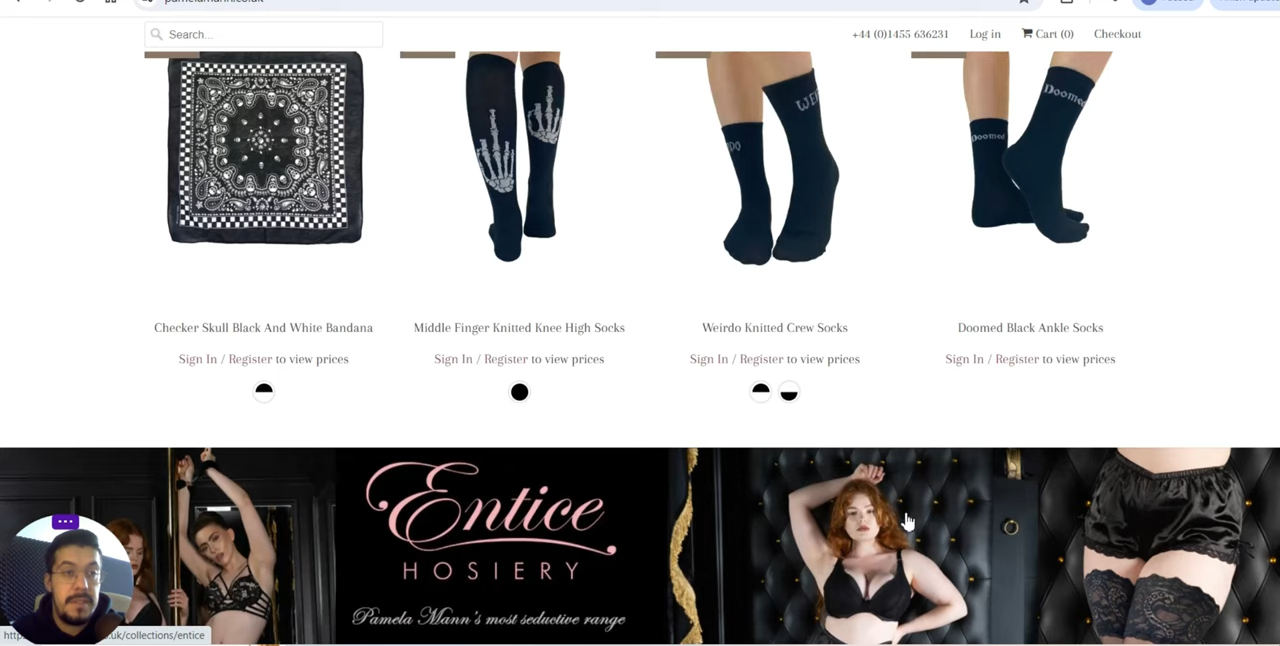 Search...
+44 (0)1455 636231 Log in Cart (0) Checkout
Doomed
Doomed
Checker Skull Black And White Bandana
Middle Finger Knitted Knee High Socks
Weirdo Knitted Crew Socks
Doomed Black Ankle Socks
Sign In / Register to view prices
Sign In / Register to view prices
Sign In / Register to view prices
Sign In / Register to view prices
Entice
HOSIERY
Pamela Mann's most seductive range
.uk/collections/entice